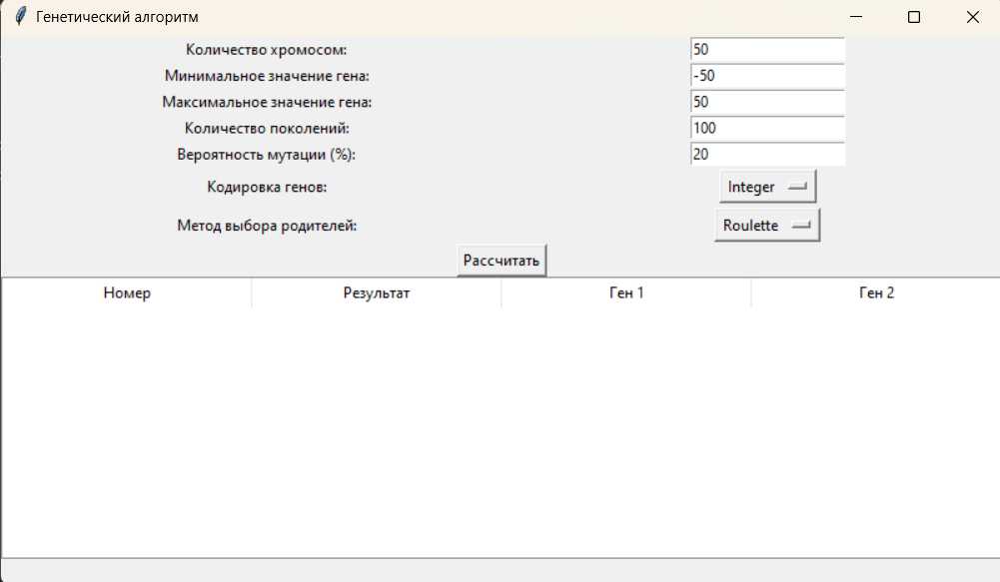 Генетический алгоритм
Количество хромосом: 50
Минимальное значение гена: -50
Максимальное значение гена: 50
Количество поколений: 100
Вероятность мутации (%): 20
Кодировка генов: Integer
Метод выбора родителей: Roulette
Рассчитать
Номер Результат Ген 1 Ген 2